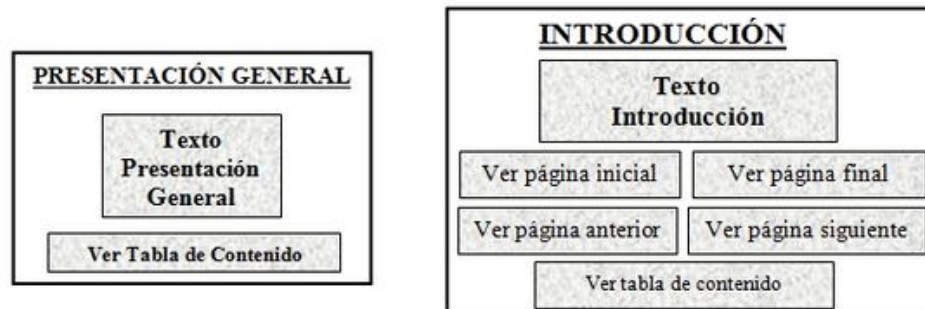 PRESENTACIÓN GENERAL
Texto
Presentación
General
Ver Tabla de Contenido
INTRODUCCIÓN
Texto
Introducción
Ver página inicial
Ver página final
Ver página anterior
Ver página siguiente
Ver tabla de contenido